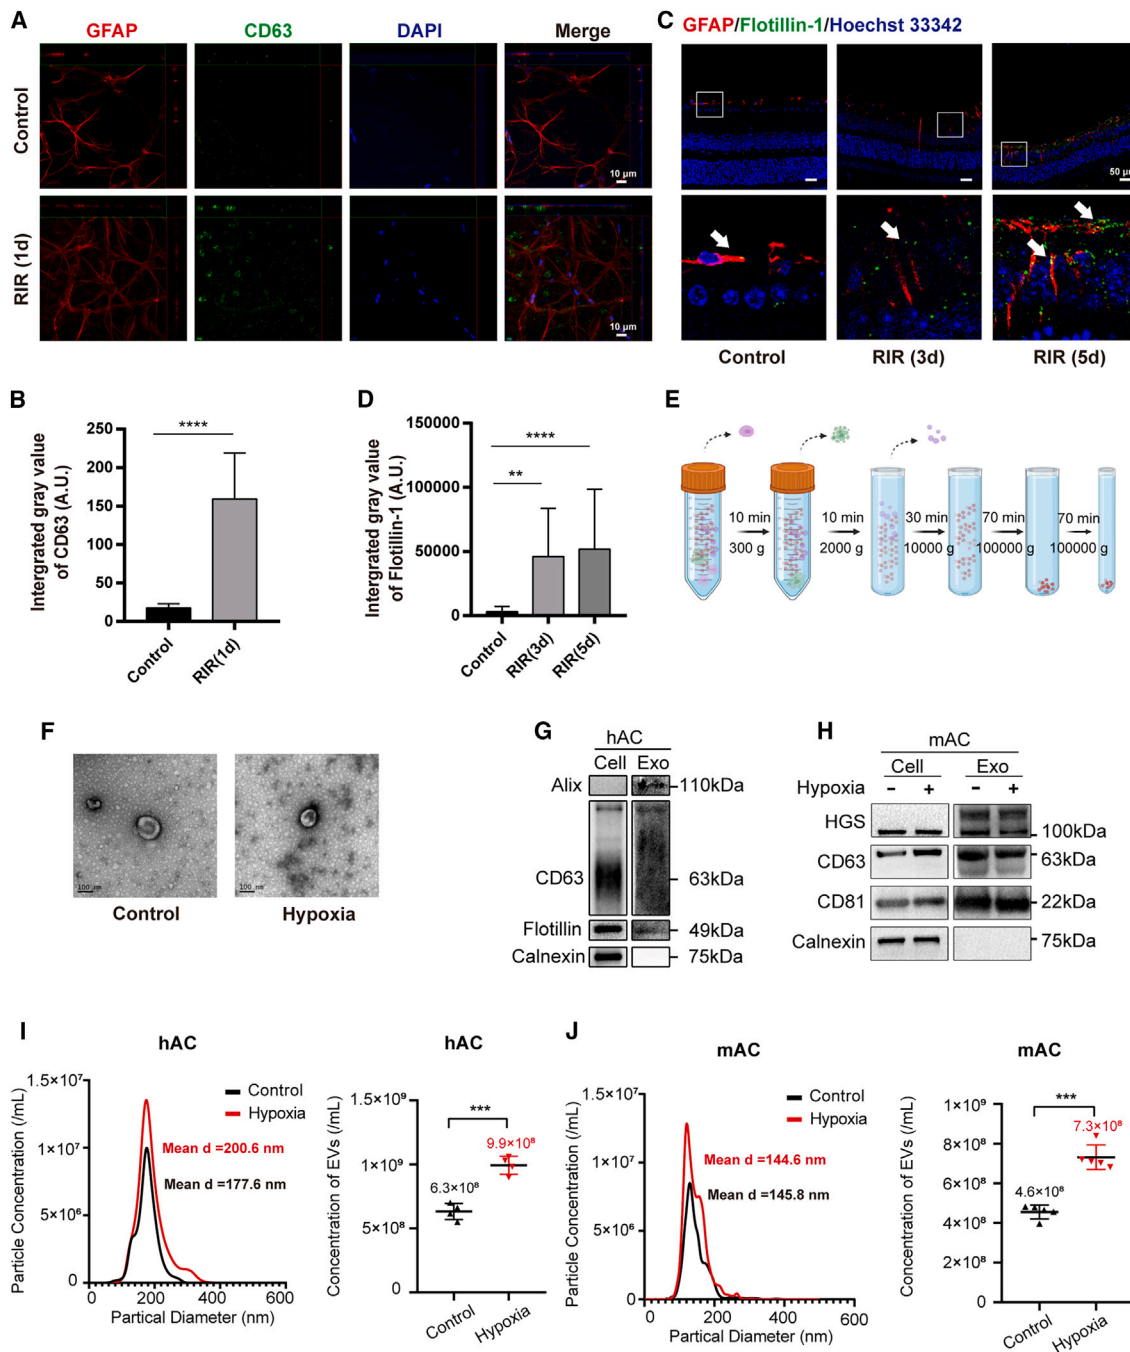 A
GFAP
CD63
DAPI
Merge
Control
10 μm
RIR (1d)
10 μm
C
GFAP/Flotillin-1/Hoechst 33342
50 μm
Control
RIR (3d)
RIR (5d)
B
Intergrated gray value
of CD63 (A.U.)
250
200
150
100
50
0
****
Control
RIR(1d)
D
Intergrated gray value
of Flotillin-1 (A.U.)
150000
100000
50000
0
****
**
Control
RIR(3d)
RIR(5d)
E
10 min
300 g
10 min
2000 g
30 min
10000 g
70 min
100000 g
70 min
100000 g
F
100 nm
Control
100 nm
Hypoxia
G
hAC
Cell Exo
Alix 110kDa
CD63 63kDa
Flotillin 49kDa
Calnexin 75kDa
H
mAC
Cell Exo
Hypoxia - + - +
HGS 100kDa
CD63 63kDa
CD81 22kDa
Calnexin 75kDa
I
hAC
Particle Concentration (/mL)
1.5×10⁷
1×10⁷
5×10⁶
0
0 200 400 600
Partical Diameter (nm)
Control
Hypoxia
Mean d =200.6 nm
Mean d =177.6 nm
hAC
Concentration of EVs (/mL)
1.5×10⁹
1×10⁹
5×10⁸
0
***
6.3×10⁸
9.9×10⁸
Control
Hypoxia
J
mAC
Particle Concentration (/mL)
1.5×10⁷
1×10⁷
5×10⁶
0
0 200 400 600
Partical Diameter (nm)
Control
Hypoxia
Mean d =144.6 nm
Mean d =145.8 nm
mAC
Concentration of EVs (/mL)
1×10⁹
8×10⁸
6×10⁸
4×10⁸
2×10⁸
0
***
4.6×10⁸
7.3×10⁸
Control
Hypoxia